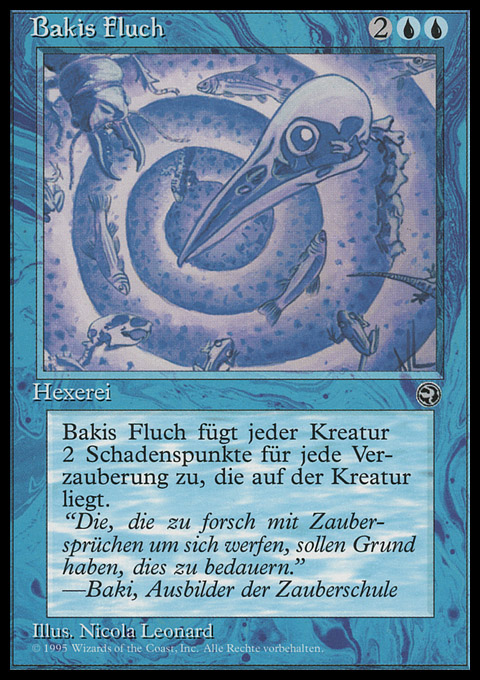 Bakis Fluch 2
Hexerei
Bakis Fluch fügt jeder Kreatur
2 Schadenspunkte für jede Ver-
zauberung zu, die auf der Kreatur
liegt.
“Die, die zu forsch mit Zauber-
sprüchen um sich werfen, sollen Grund
haben, dies zu bedauern.”
—Baki, Ausbilder der Zauberschule
Illus. Nicola Leonard
© 1995 Wizards of the Coast, Inc. Alle Rechte vorbehalten.
NL